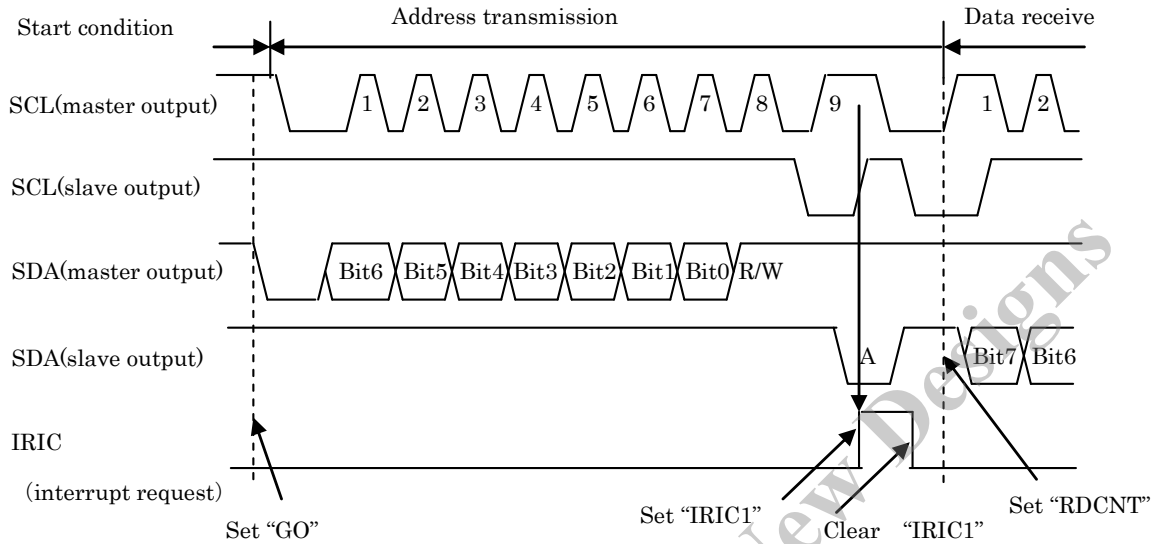 Start condition
Address transmission
Data receive
SCL(master output)
1 2 3 4 5 6 7 8 9 1 2
SCL(slave output)
SDA(master output)
Bit6 Bit5 Bit4 Bit3 Bit2 Bit1 Bit0 R/W
SDA(slave output)
A Bit7 Bit6
IRIC
(interrupt request)
Set “GO”
Set “IRIC1”
Clear “IRIC1”
Set “RDCNT”
New Designs